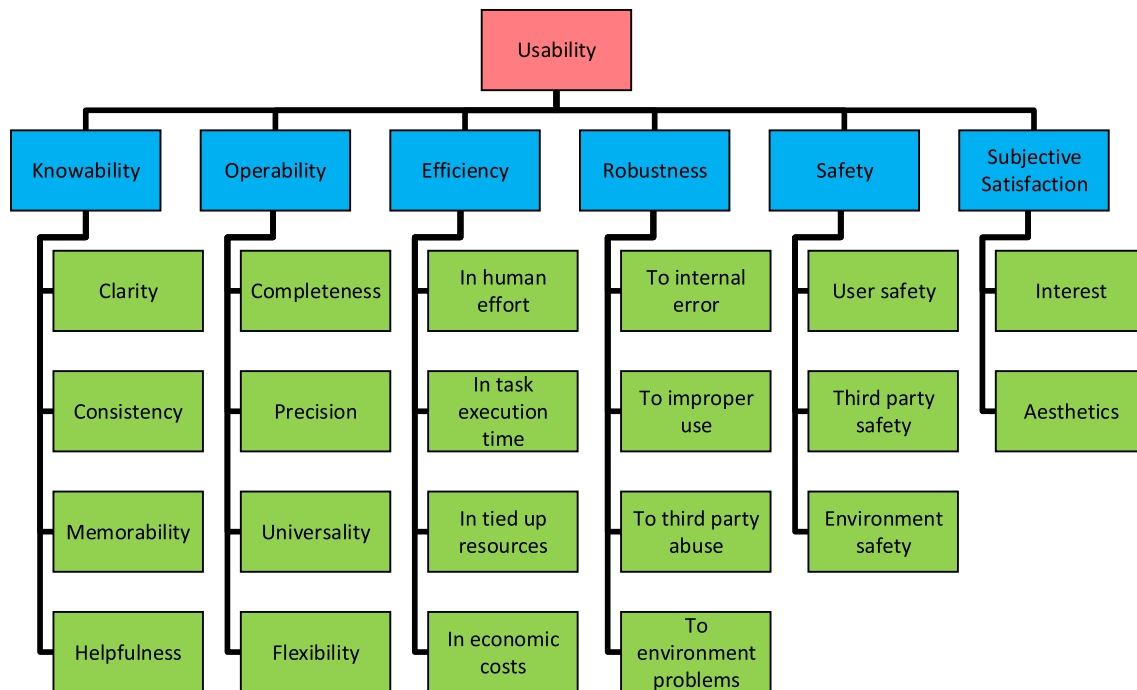 Usability
Knowability
Operability
Efficiency
Robustness
Safety
Subjective
Satisfaction
Clarity
Consistency
Memorability
Helpfulness
Completeness
Precision
Universality
Flexibility
In human
effort
In task
execution
time
In tied up
resources
In economic
costs
To internal
error
To improper
use
To third party
abuse
To
environment
problems
User safety
Third party
safety
Environment
safety
Interest
Aesthetics